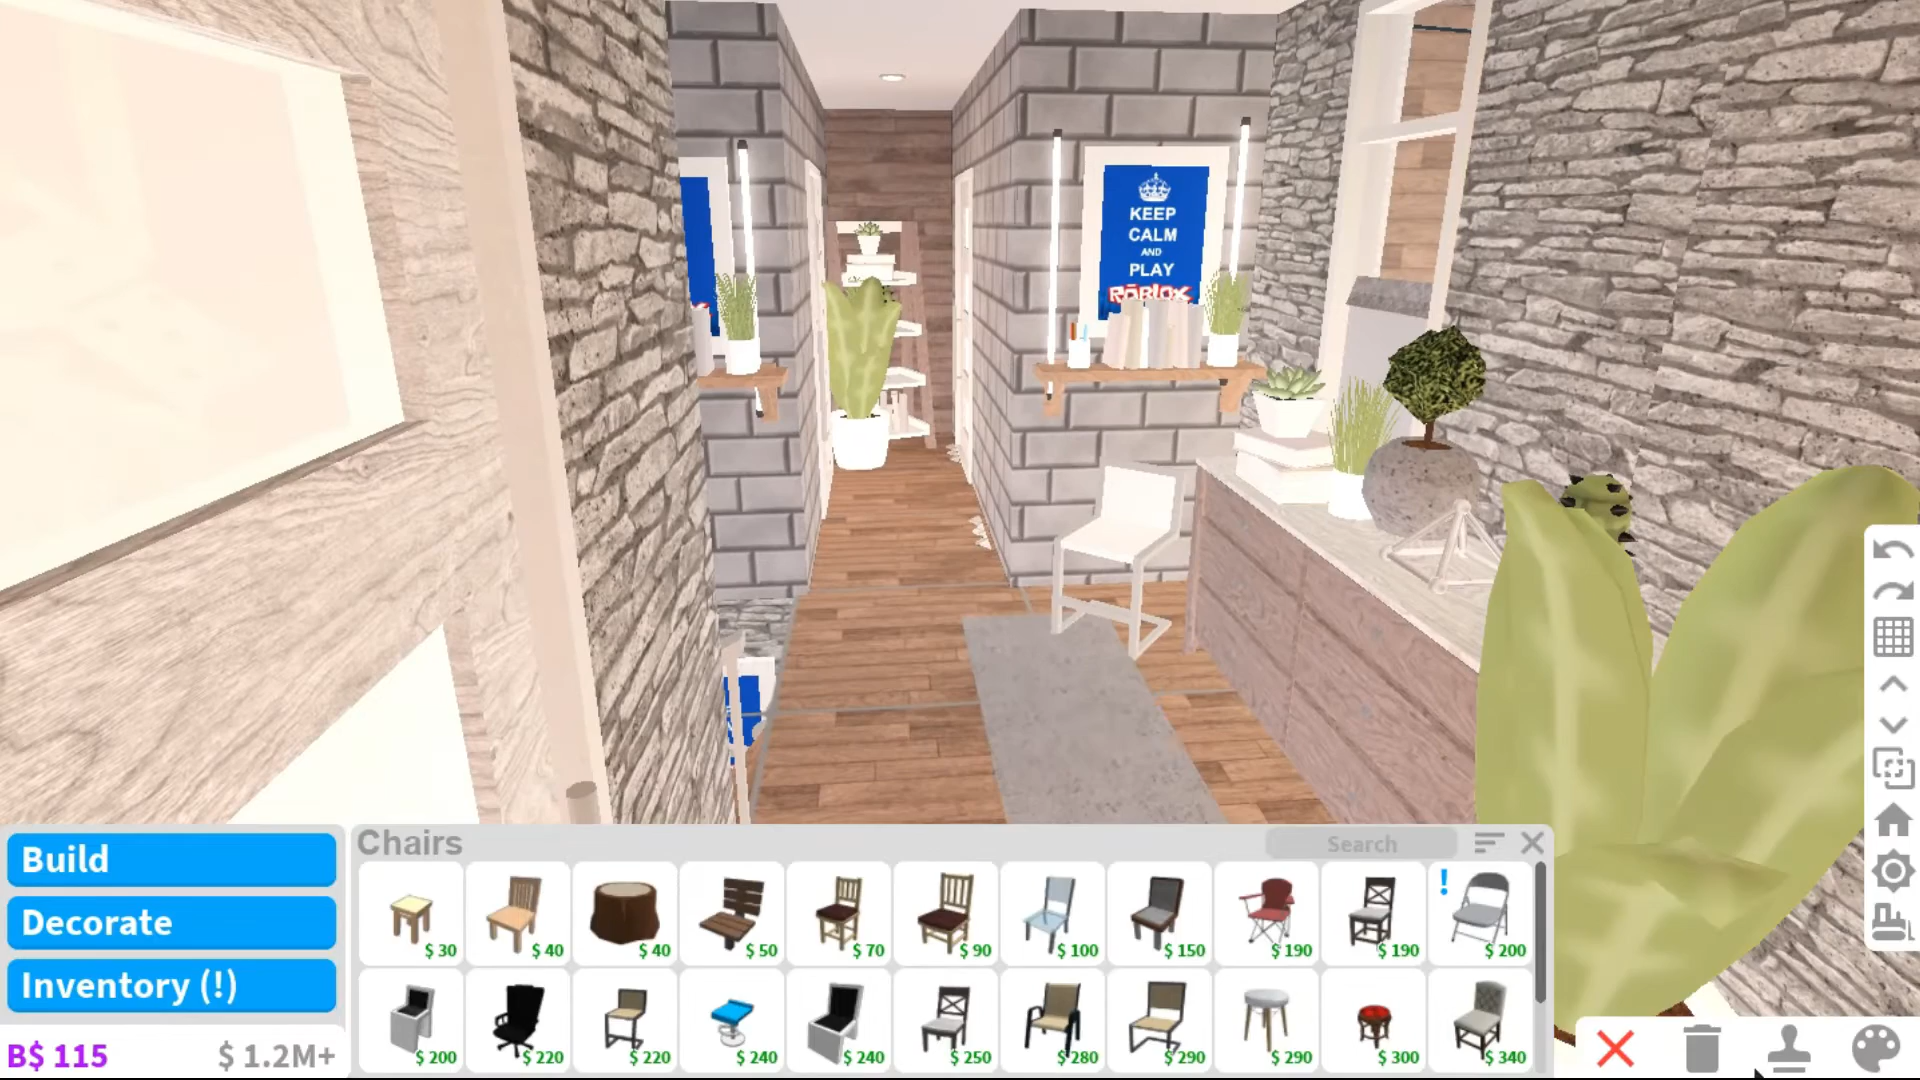 KEEP
CALM
AND
PLAY
ROBLOX
Build
Decorate
Inventory (!)
B$ 115
$ 1.2M+
Chairs
Search
$ 30
$ 40
$ 40
$ 50
$ 70
$ 90
$ 100
$ 150
$ 190
$ 190
!
$ 200
$ 200
$ 220
$ 220
$ 240
$ 240
$ 250
$ 280
$ 290
$ 290
$ 300
$ 340